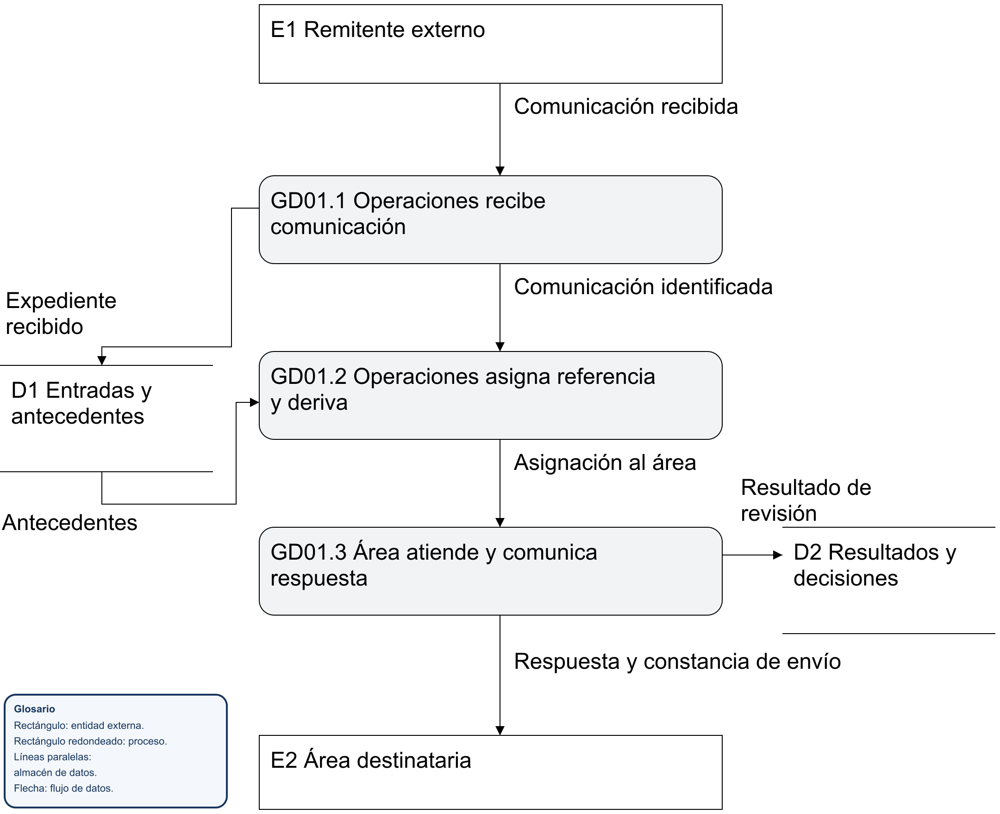 E1 Remitente externo
Comunicación recibida
GD01.1 Operaciones recibe
comunicación
Comunicación identificada
Expediente
recibido
GD01.2 Operaciones asigna referencia
y deriva
D1 Entradas y
antecedentes
Asignación al área
Resultado de
revisión
Antecedentes
GD01.3 Área atiende y comunica
respuesta
D2 Resultados y
decisiones
Respuesta y constancia de envío
Glosario
Rectángulo: entidad externa.
Rectángulo redondeado: proceso.
Líneas paralelas:
almacén de datos.
Flecha: flujo de datos.
E2 Área destinataria